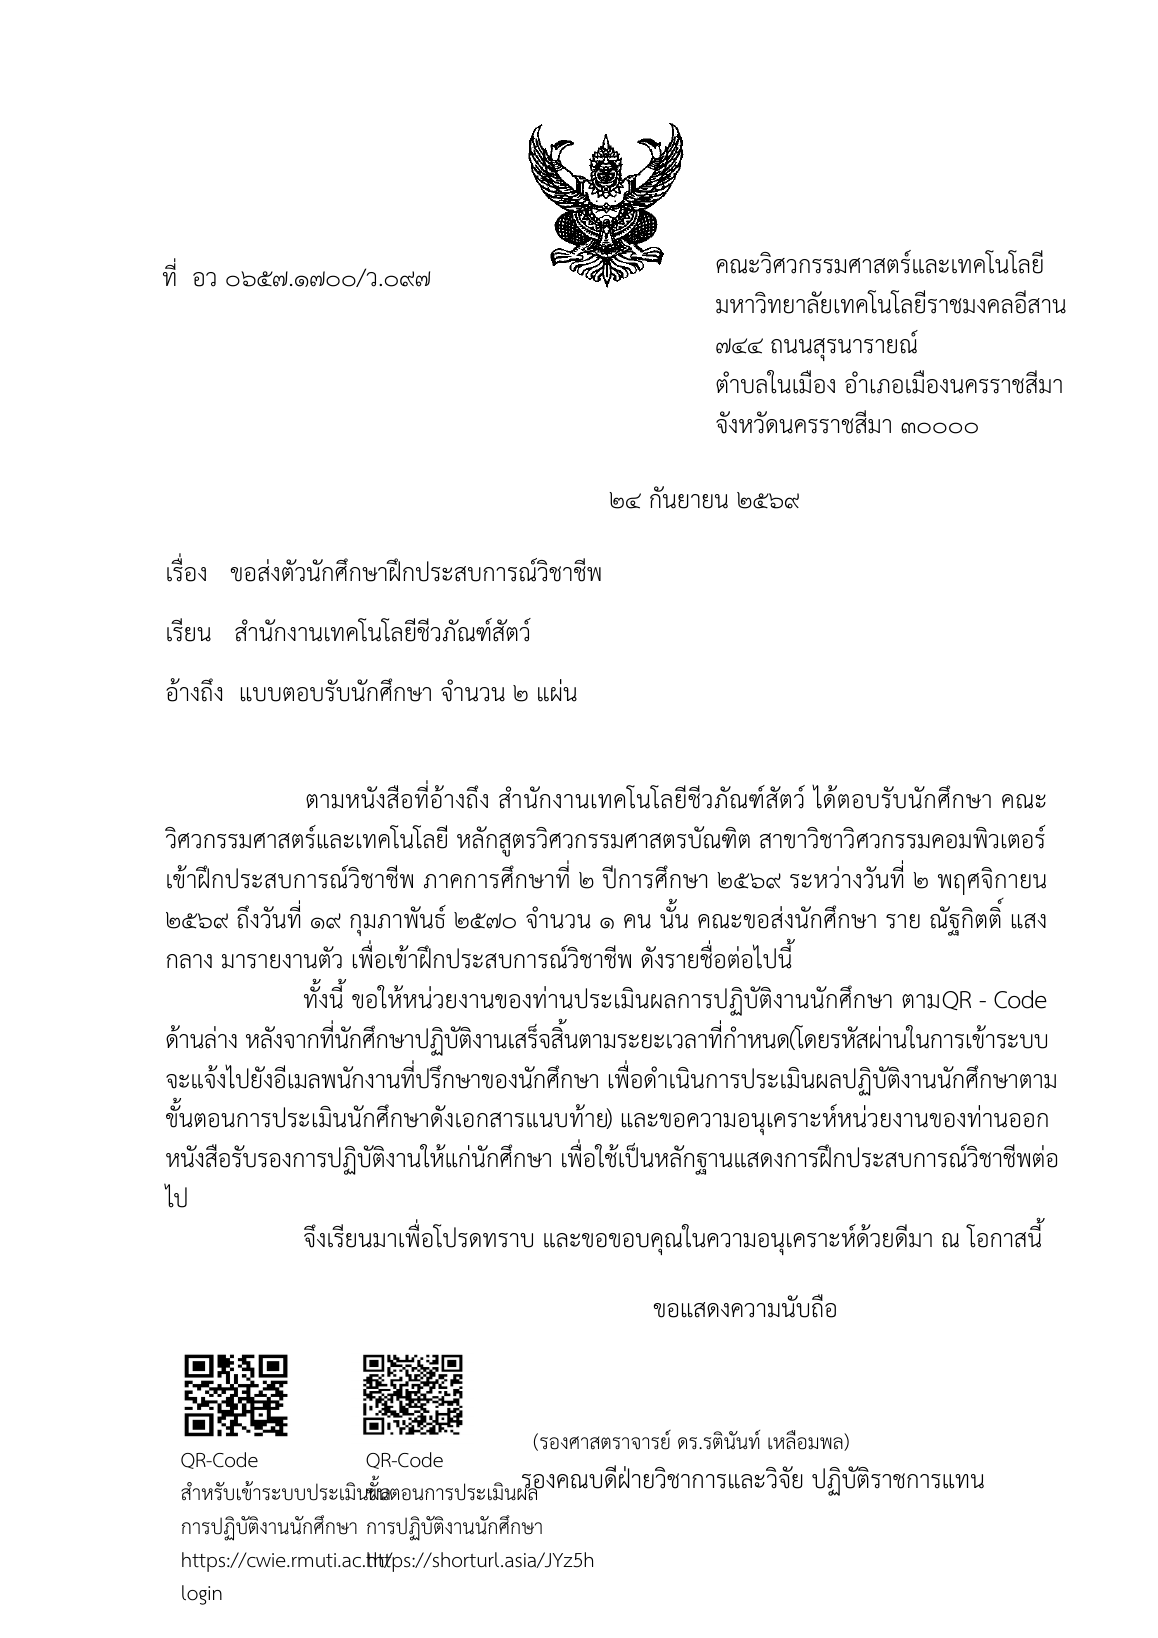 ที่ อว ๐๖๕๗.๑๗๐๐/ว.๐๙๗
คณะวิศวกรรมศาสตร์และเทคโนโลยี
มหาวิทยาลัยเทคโนโลยีราชมงคลอีสาน
๗๔๔ ถนนสุรนารายณ์
ตำบลในเมือง อำเภอเมืองนครราชสีมา
จังหวัดนครราชสีมา ๓๐๐๐๐
๒๔ กันยายน ๒๕๖๙
เรื่อง ขอส่งตัวนักศึกษาฝึกประสบการณ์วิชาชีพ
เรียน สำนักงานเทคโนโลยีชีวภัณฑ์สัตว์
อ้างถึง แบบตอบรับนักศึกษา จำนวน ๒ แผ่น
ตามหนังสือที่อ้างถึง สำนักงานเทคโนโลยีชีวภัณฑ์สัตว์ ได้ตอบรับนักศึกษา คณะ
วิศวกรรมศาสตร์และเทคโนโลยี หลักสูตรวิศวกรรมศาสตรบัณฑิต สาขาวิชาวิศวกรรมคอมพิวเตอร์
เข้าฝึกประสบการณ์วิชาชีพ ภาคการศึกษาที่ ๒ ปีการศึกษา ๒๕๖๙ ระหว่างวันที่ ๒ พฤศจิกายน
๒๕๖๙ ถึงวันที่ ๑๙ กุมภาพันธ์ ๒๕๗๐ จำนวน ๑ คน นั้น คณะขอส่งนักศึกษา ราย ณัฐกิตติ์ แสง
กลาง มารายงานตัว เพื่อเข้าฝึกประสบการณ์วิชาชีพ ดังรายชื่อต่อไปนี้
ทั้งนี้ ขอให้หน่วยงานของท่านประเมินผลการปฏิบัติงานนักศึกษา ตามQR - Code
ด้านล่าง หลังจากที่นักศึกษาปฏิบัติงานเสร็จสิ้นตามระยะเวลาที่กำหนด(โดยรหัสผ่านในการเข้าระบบ
จะแจ้งไปยังอีเมลพนักงานที่ปรึกษาของนักศึกษา เพื่อดำเนินการประเมินผลปฏิบัติงานนักศึกษาตาม
ขั้นตอนการประเมินนักศึกษาดังเอกสารแนบท้าย) และขอความอนุเคราะห์หน่วยงานของท่านออก
หนังสือรับรองการปฏิบัติงานให้แก่นักศึกษา เพื่อใช้เป็นหลักฐานแสดงการฝึกประสบการณ์วิชาชีพต่อ
ไป
จึงเรียนมาเพื่อโปรดทราบ และขอขอบคุณในความอนุเคราะห์ด้วยดีมา ณ โอกาสนี้
ขอแสดงความนับถือ
(รองศาสตราจารย์ ดร.รตินันท์ เหลือมพล)
รองคณบดีฝ่ายวิชาการและวิจัย ปฏิบัติราชการแทน
QR-Code
สำหรับเข้าระบบประเมินผล
การปฏิบัติงานนักศึกษา
https://cwie.rmuti.ac.th/
login
QR-Code
ขั้นตอนการประเมินผล
การปฏิบัติงานนักศึกษา
https://shorturl.asia/JYz5h